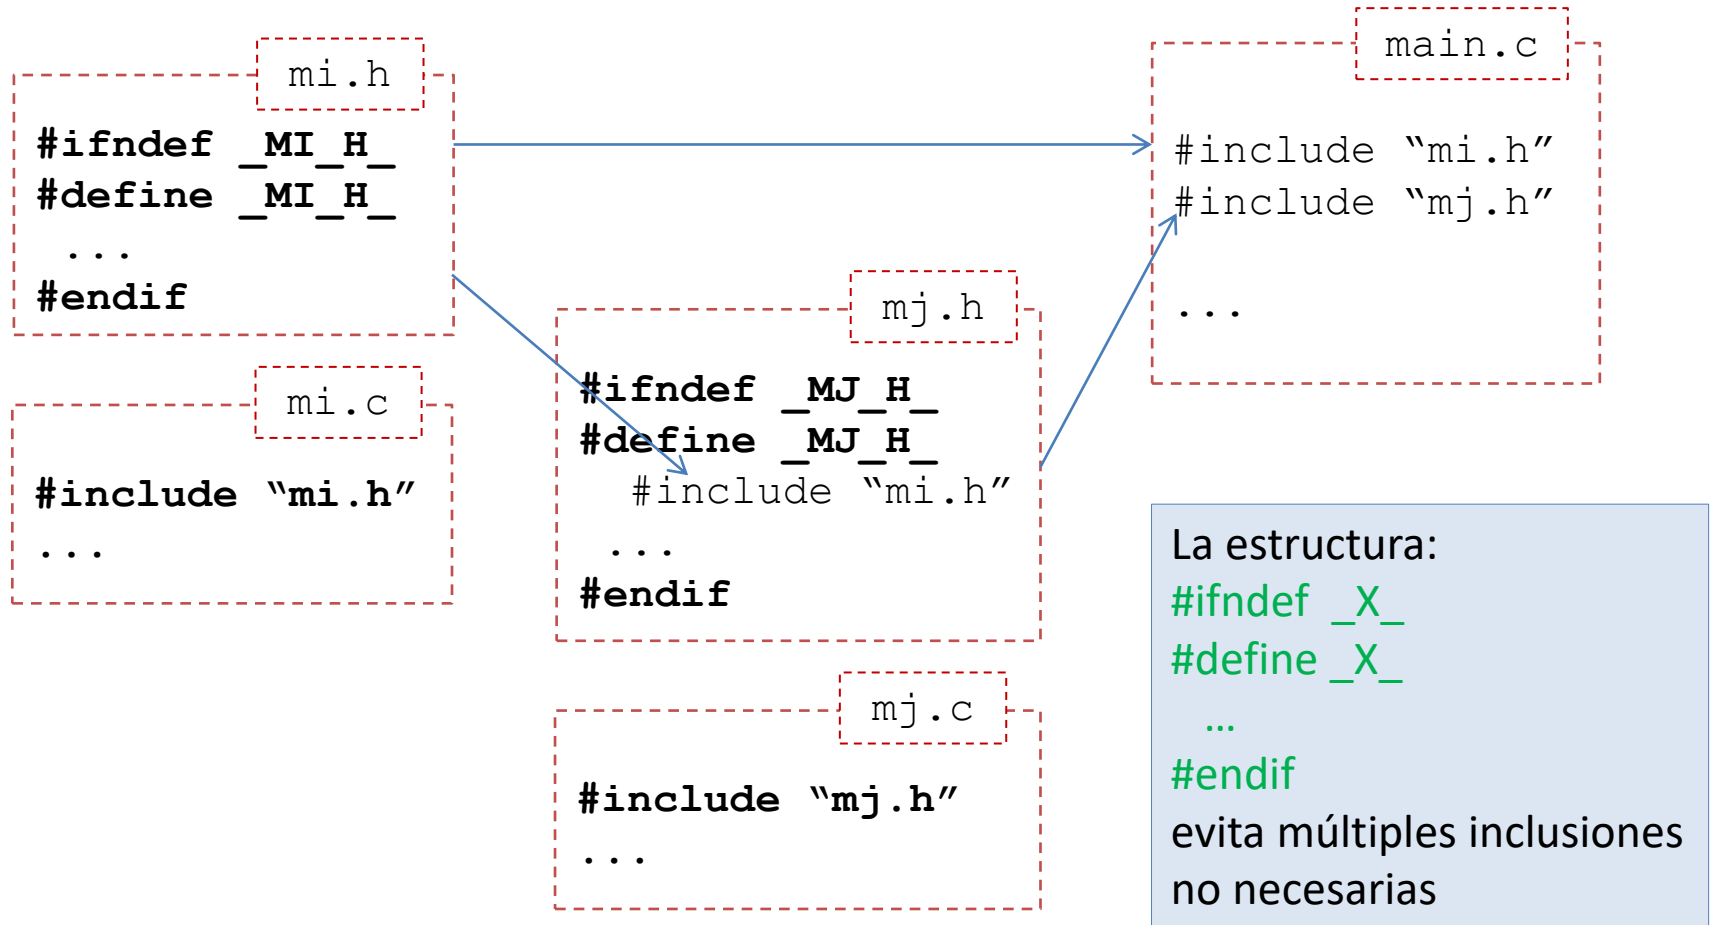 mi.h
#ifndef _MI_H_
#define _MI_H_
...
#endif
mi.c
#include “mi.h”
...
mj.h
#ifndef _MJ_H_
#define _MJ_H_
#include “mi.h”
...
#endif
mj.c
#include “mj.h”
...
main.c
#include “mi.h”
#include “mj.h”
...
La estructura:
#ifndef _X_
#define _X_
...
#endif
evita múltiples inclusiones
no necesarias